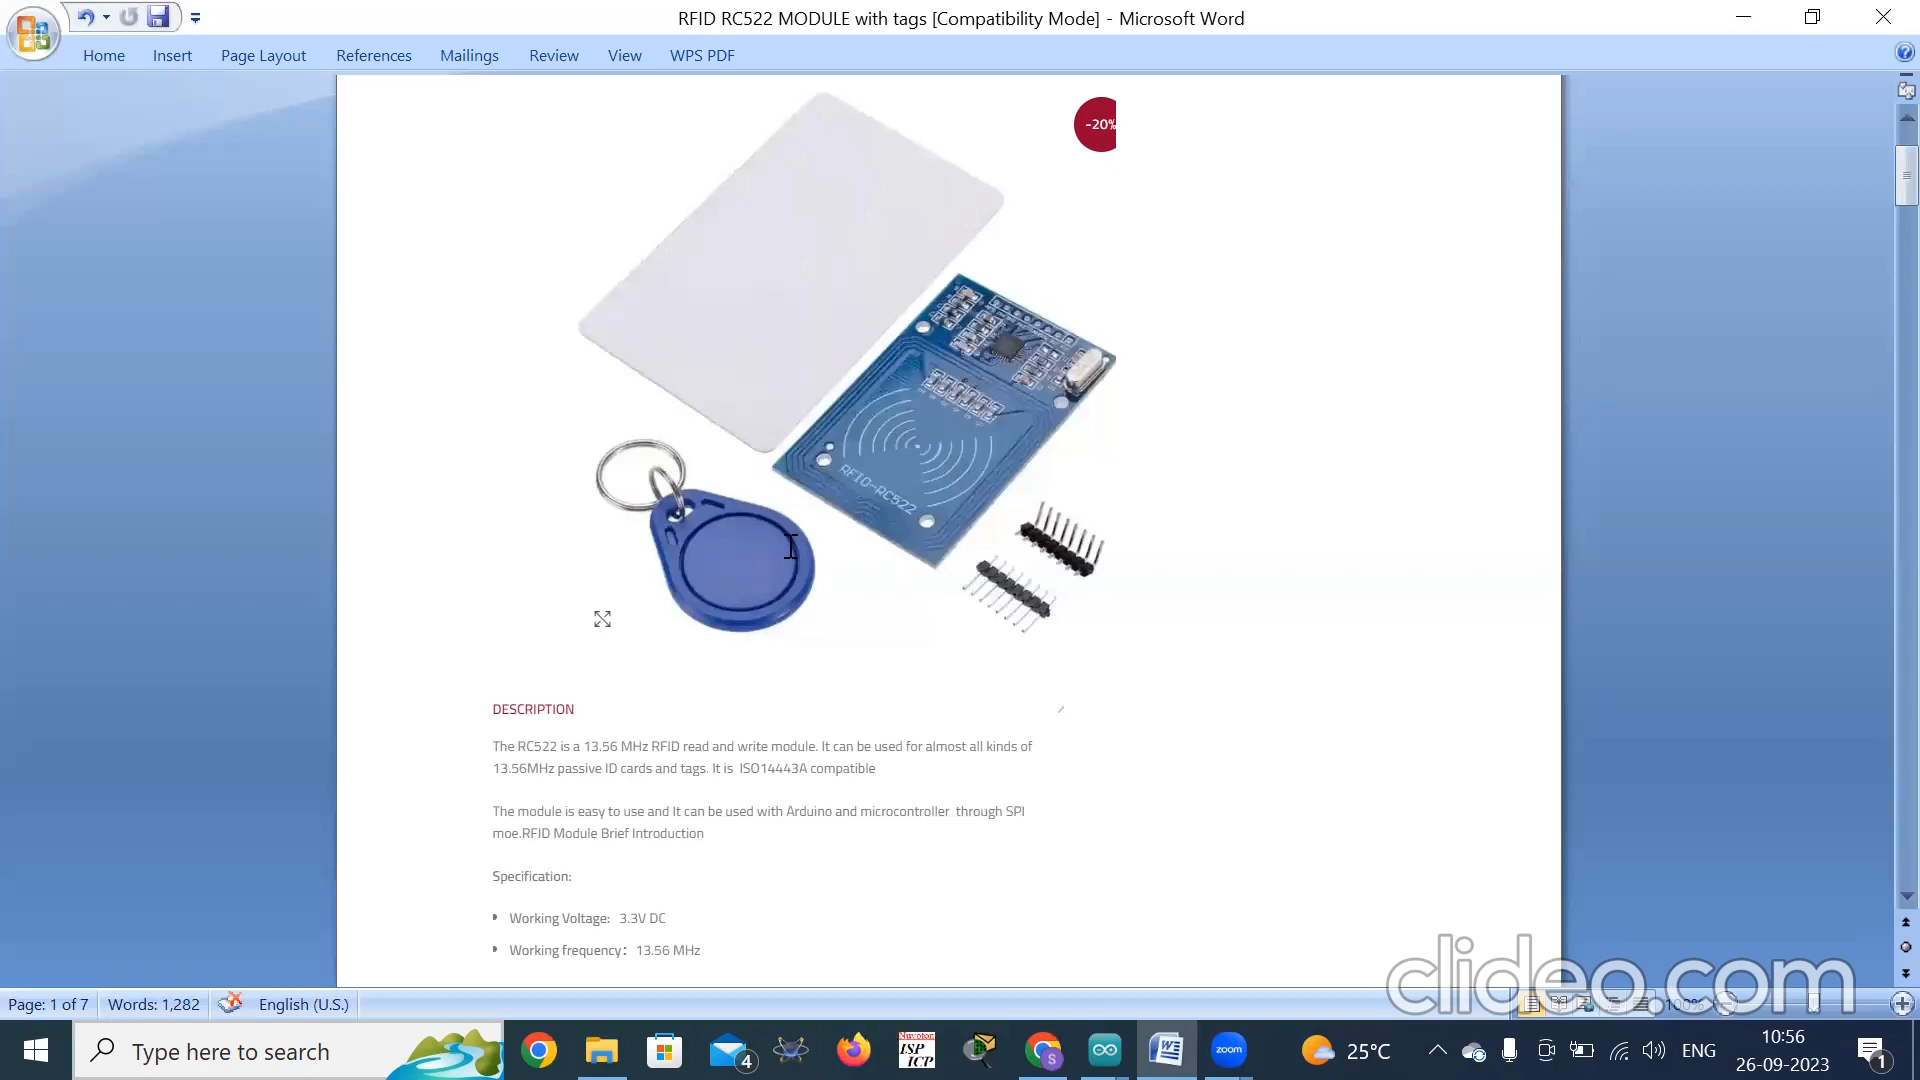 RFID RC522 MODULE with tags [Compatibility Mode] - Microsoft Word
Home Insert Page Layout References Mailings Review View WPS PDF
-20%
RFID-RC522
DESCRIPTION
The RC522 is a 13.56 MHz RFID read and write module. It can be used for almost all kinds of
13.56MHz passive ID cards and tags. It is ISO14443A compatible
The module is easy to use and It can be used with Arduino and microcontroller through SPI
moe.RFID Module Brief Introduction
Specification:
Working Voltage: 3.3V DC
Working frequency: 13.56 MHz
clideo.com
Page: 1 of 7 Words: 1,282 English (U.S.) 100%
Type here to search
4
Nuvoton
ISP
ICP
S
zoom
25°C
ENG
10:56
26-09-2023
1